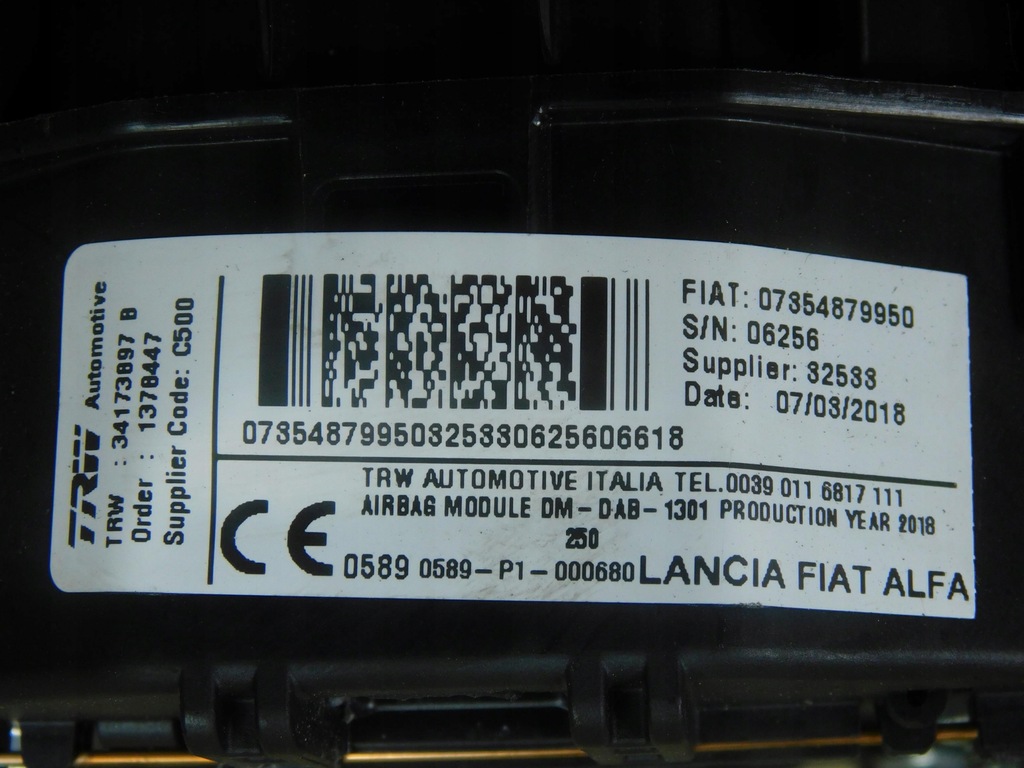 TRW Automotive
TRW : 34173897 B
Order : 1378447
Supplier Code: C500
FIAT: 07354879950
S/N: 06256
Supplier: 32533
Date: 07/03/2018
07354879950325330625606618
TRW AUTOMOTIVE ITALIA TEL.0039 011 6817 111
AIRBAG MODULE DM-DAB-1301 PRODUCTION YEAR 2018
250
CE 0589 0589-P1-000680 LANCIA FIAT ALFA